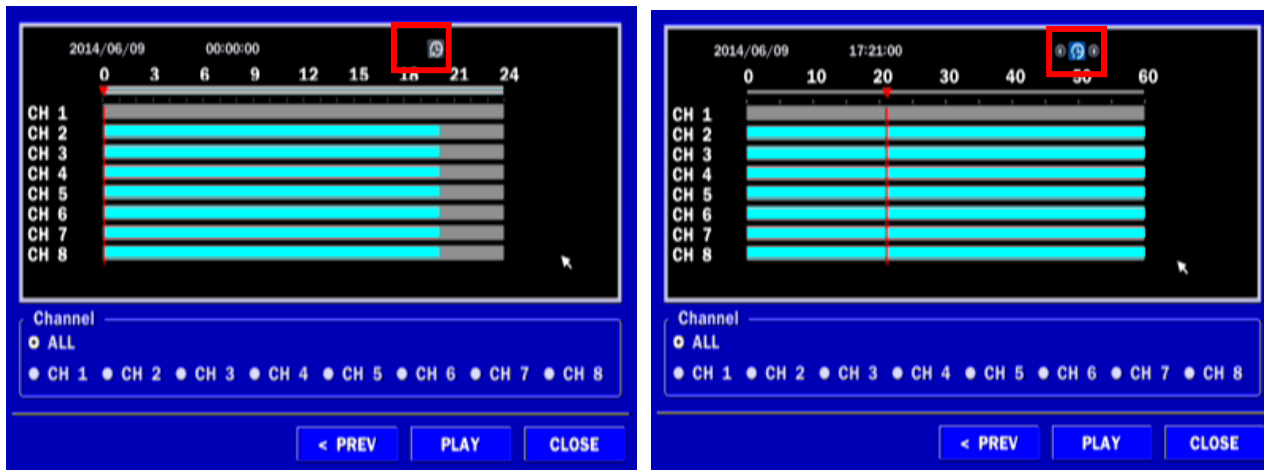 2014/06/09 00:00:00
0 3 6 9 12 15 18 21 24
CH 1
CH 2
CH 3
CH 4
CH 5
CH 6
CH 7
CH 8
Channel
ALL
CH 1 CH 2 CH 3 CH 4 CH 5 CH 6 CH 7 CH 8
< PREV PLAY CLOSE
2014/06/09 17:21:00
0 10 20 30 40 50 60
CH 1
CH 2
CH 3
CH 4
CH 5
CH 6
CH 7
CH 8
Channel
ALL
CH 1 CH 2 CH 3 CH 4 CH 5 CH 6 CH 7 CH 8
< PREV PLAY CLOSE